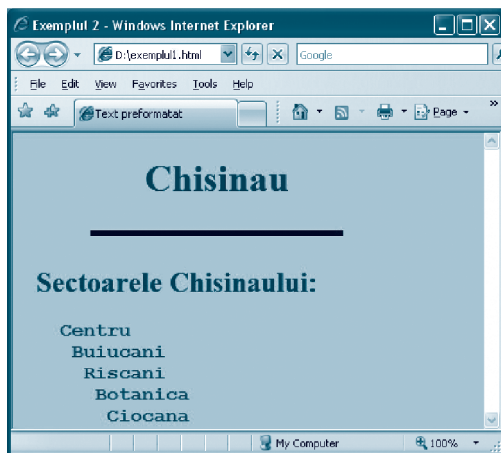 Exemplul 2 - Windows Internet Explorer
D:\exemplul1.html
Google
File Edit View Favorites Tools Help
Text preformatat
Page
Chisinau
Sectoarele Chisinaului:
Centru
Buiucani
Riscani
Botanica
Ciocana
My Computer 100%